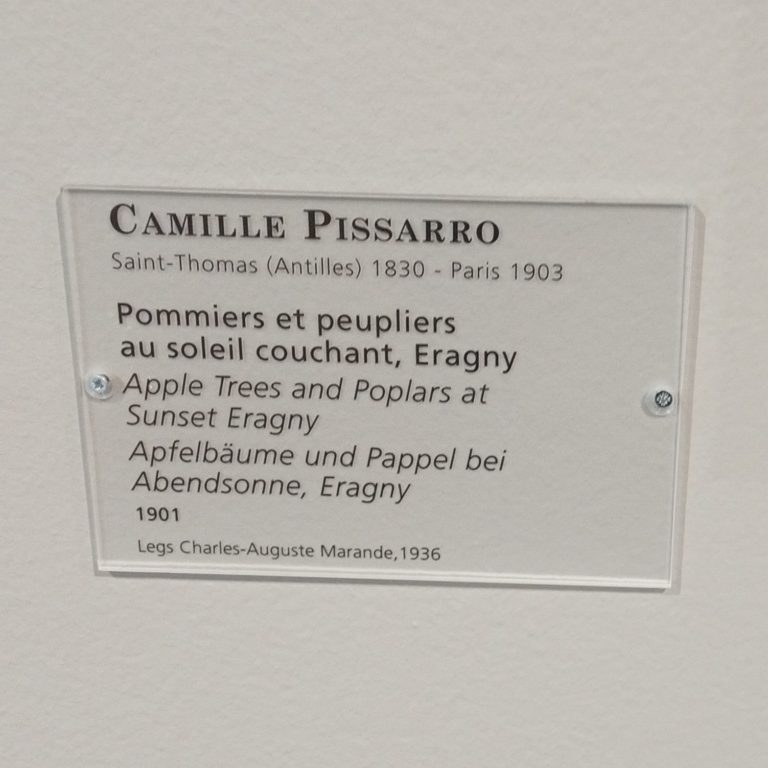 CAMILLE PISSARRO
Saint-Thomas (Antilles) 1830 - Paris 1903
Pommiers et peupliers
au soleil couchant, Eragny
Apple Trees and Poplars at
Sunset Eragny
Apfelbäume und Pappel bei
Abendsonne, Eragny
1901
Legs Charles-Auguste Marande,1936